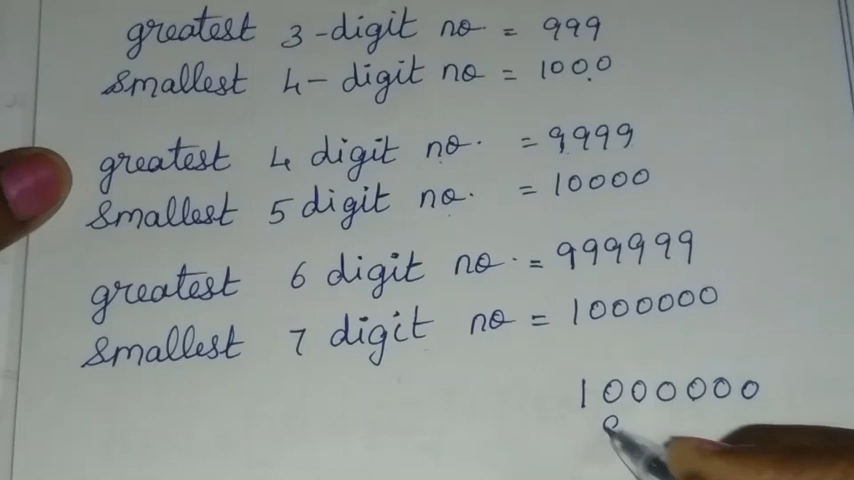 greatest 3-digit no. = 999
Smallest 4-digit no = 1000
greatest 4 digit no. = 9999
Smallest 5 digit no. = 10000
greatest 6 digit no. = 999999
Smallest 7 digit no = 1000000
1000000